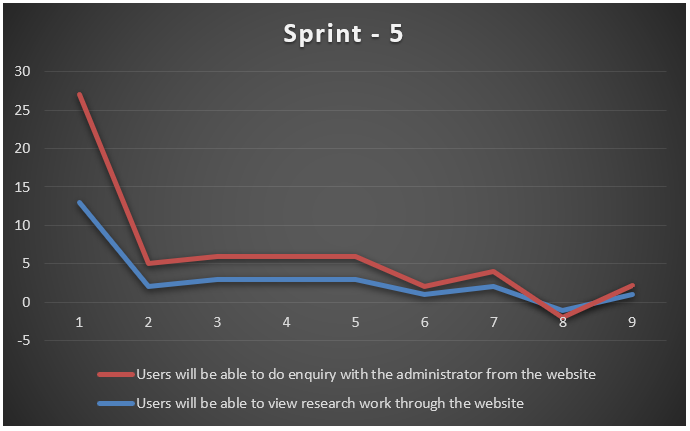 Sprint - 5
30
25
20
15
10
5
0
-5
1 2 3 4 5 6 7 8 9
Users will be able to do enquiry with the administrator from the website
Users will be able to view research work through the website